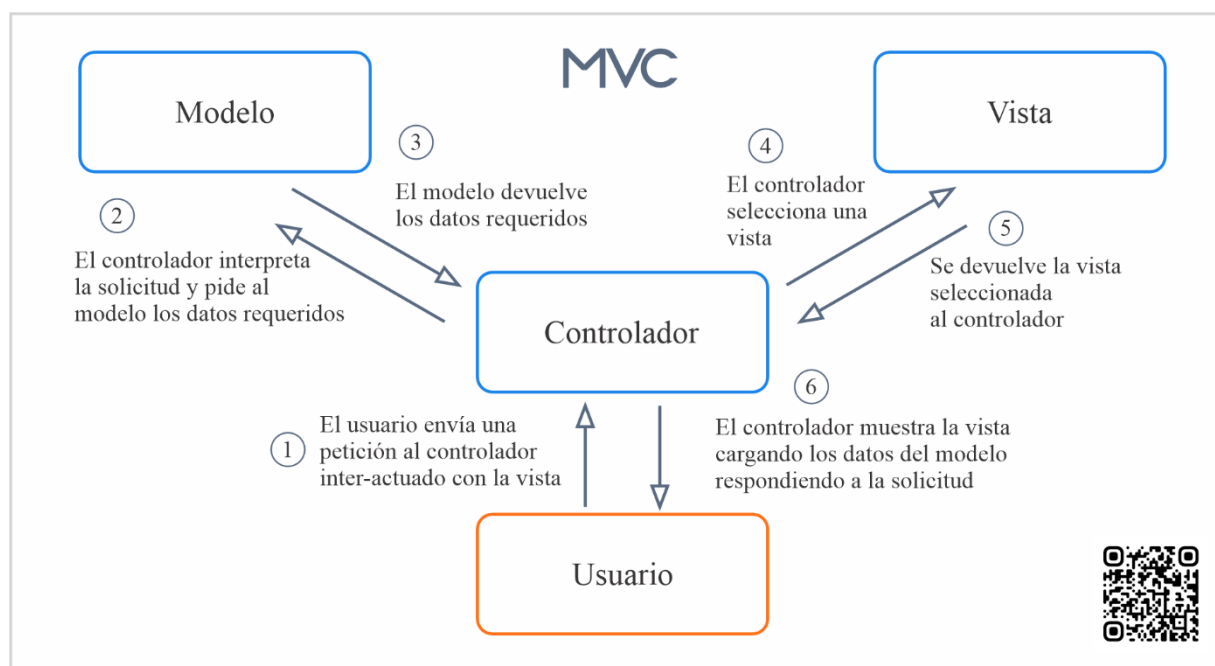 MVC
Modelo
Vista
3
El modelo devuelve
los datos requeridos
4
El controlador
selecciona una
vista
2
El controlador interpreta
la solicitud y pide al
modelo los datos requeridos
5
Se devuelve la vista
seleccionada
al controlador
Controlador
6
El controlador muestra la vista
cargando los datos del modelo
respondiendo a la solicitud
1
El usuario envía una
petición al controlador
inter-actuado con la vista
Usuario